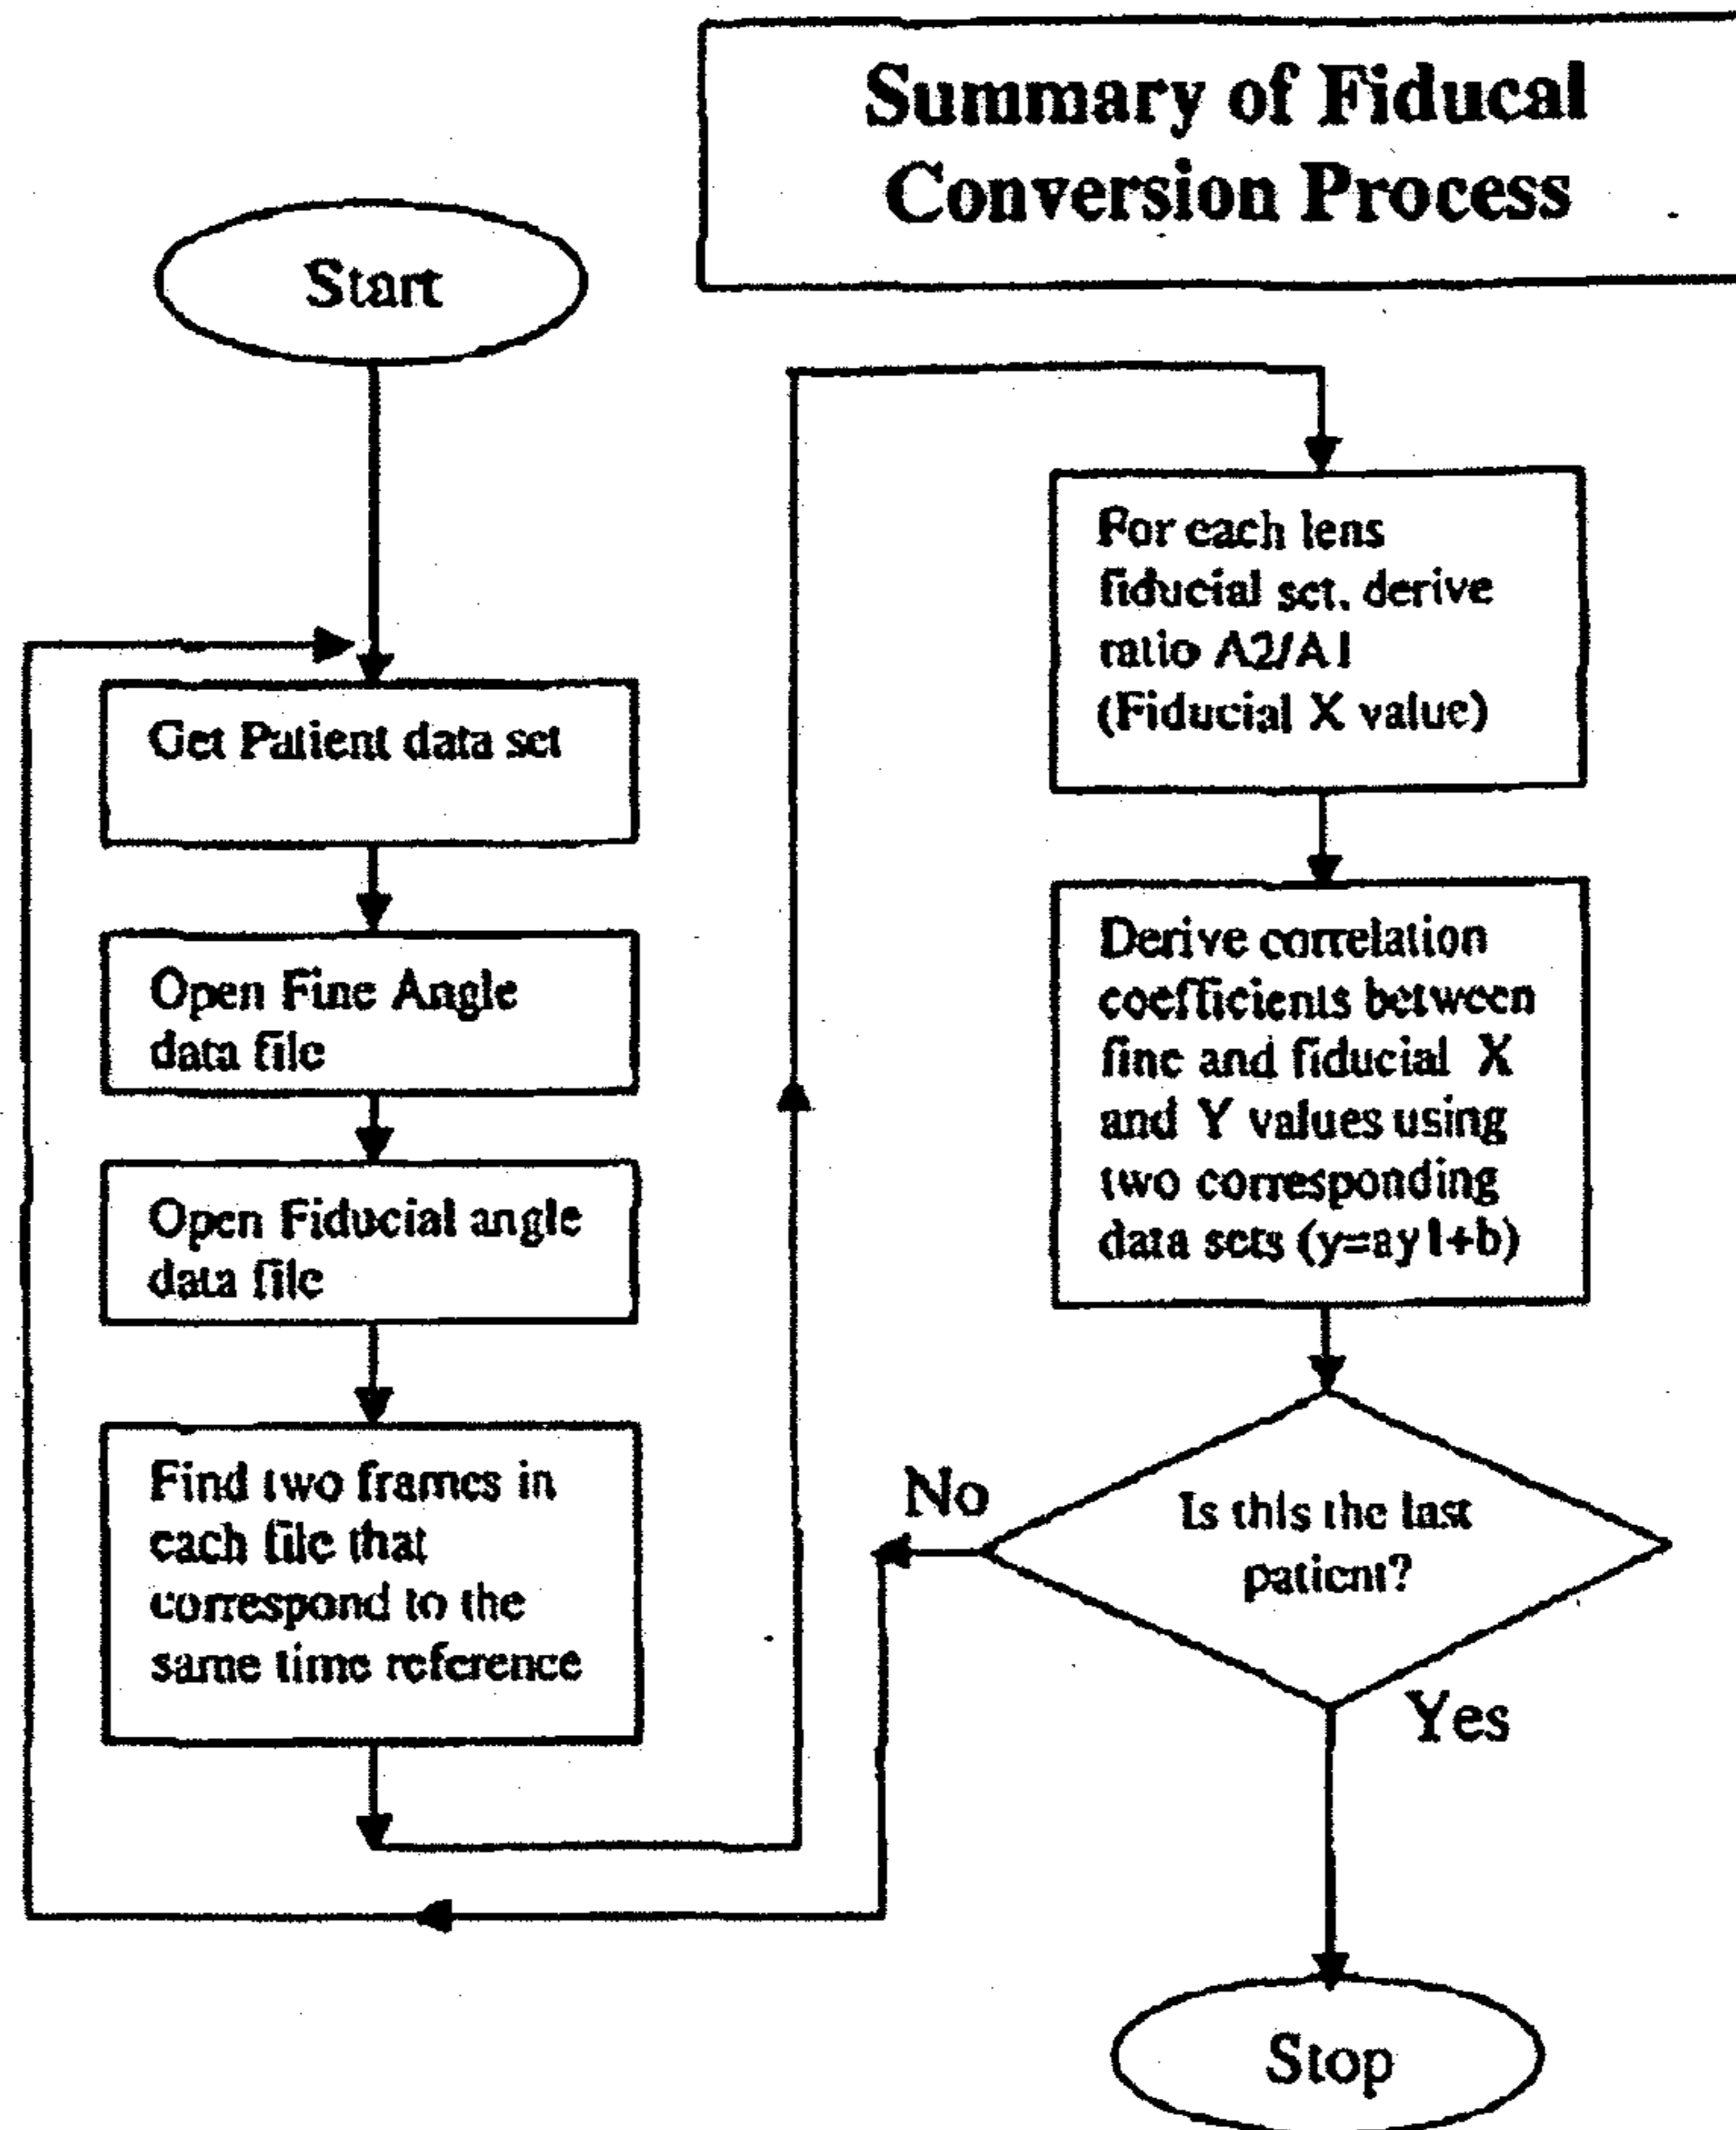 Summary of Fiducal
Conversion Process
Start
Get Patient data set
Open Fine Angle
data file
Open Fiducial angle
data file
Find two frames in
each file that
correspond to the
same time reference
For each lens
fiducial set, derive
ratio A2/A1
(Fiducial X value)
Derive correlation
coefficients between
fine and fiducial X
and Y values using
two corresponding
data sets (y=ay1+b)
Is this the last
patient?
No
Yes
Stop